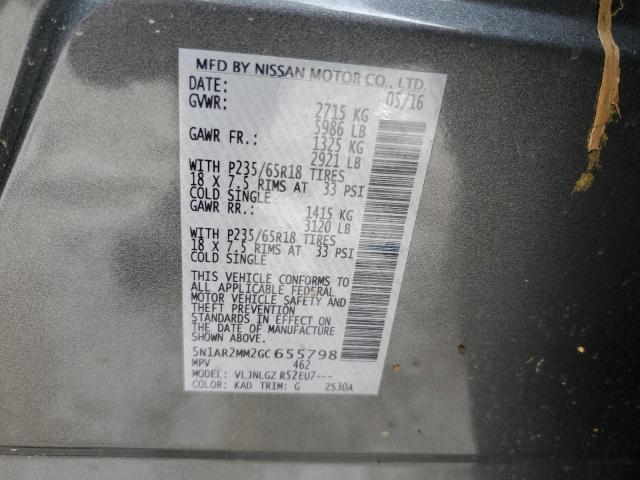 MFD BY NISSAN MOTOR CO., LTD.
DATE: 05/16
GVWR: 2715 KG
5986 LB
GAWR FR.: 1325 KG
2921 LB
WITH P235/65R18 TIRES
18 X 7.5 RIMS AT 33 PSI
COLD SINGLE
GAWR RR.: 1415 KG
3120 LB
WITH P235/65R18 TIRES
18 X 7.5 RIMS AT 33 PSI
COLD SINGLE
THIS VEHICLE CONFORMS TO
ALL APPLICABLE FEDERAL
MOTOR VEHICLE SAFETY AND
THEFT PREVENTION
STANDARDS IN EFFECT ON
THE DATE OF MANUFACTURE
SHOWN ABOVE.
5N1AR2MM2GC655798
MPV 462
MODEL: VLJNLGZ R52EU7---
COLOR: KAD TRIM: G ZS30A